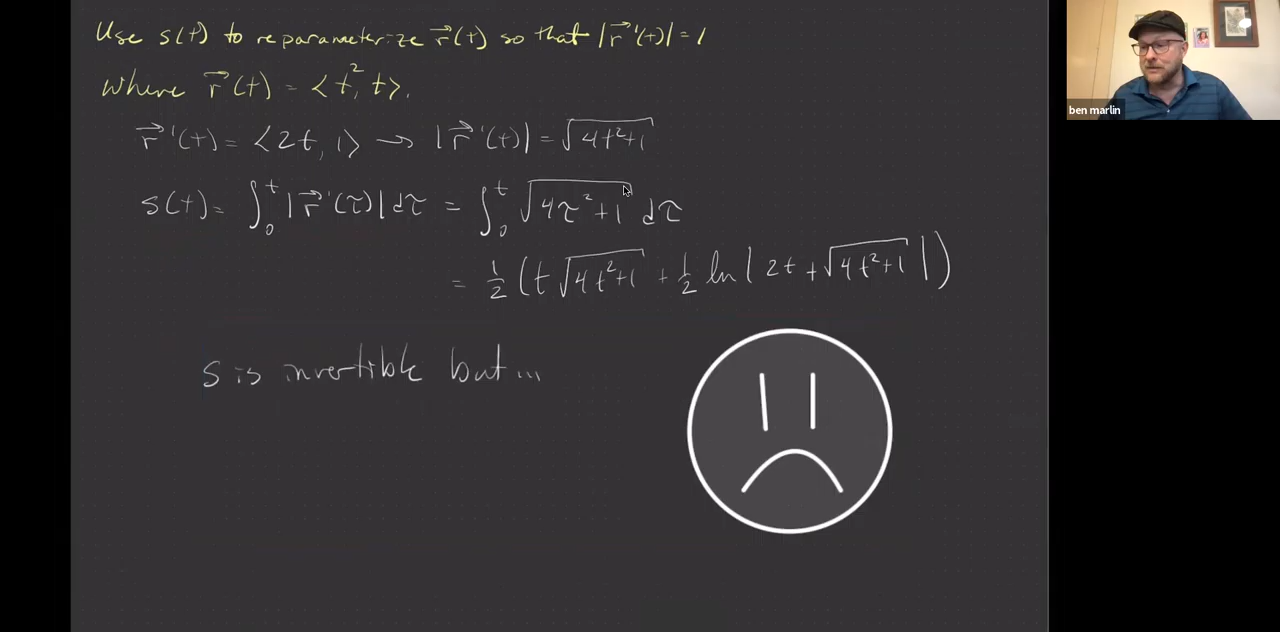 Use s(t) to reparameterize r⃗(t) so that |r⃗'(t)| = 1
where r⃗(t) = <t², t>.
r⃗'(t) = <2t, 1> → |r⃗'(t)| = √(4t²+1)
s(t) = ∫₀ᵗ |r⃗'(τ)| dτ = ∫₀ᵗ √(4τ²+1) dτ
= 1/2 (t √(4t²+1) + 1/2 ln |2t + √(4t²+1)|)
s is invertible but...
ben marlin